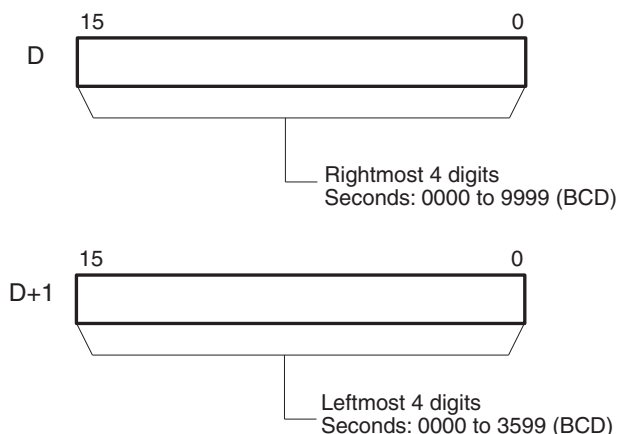 15 0
D
Rightmost 4 digits
Seconds: 0000 to 9999 (BCD)
15 0
D+1
Leftmost 4 digits
Seconds: 0000 to 3599 (BCD)